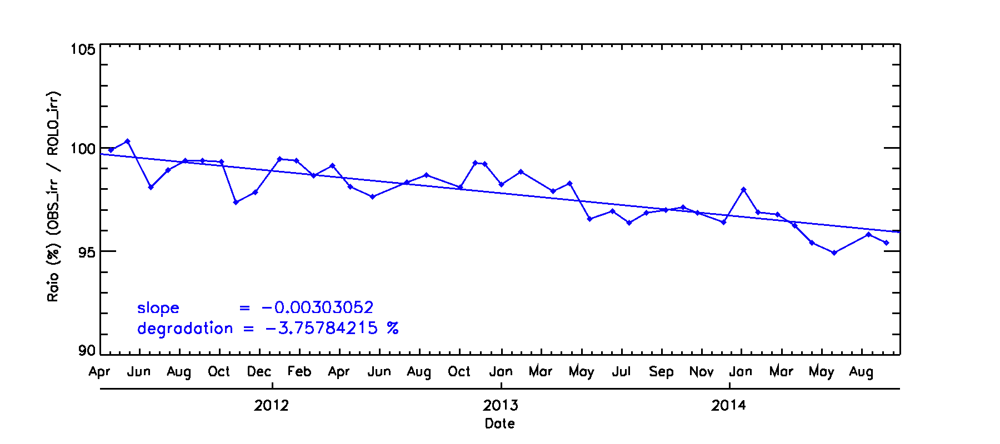 105
100
95
90
Raio (%) (OBS_irr / ROLO_irr)
slope = -0.00303052
degradation = -3.75784215 %
Apr Jun Aug Oct Dec Feb Apr Jun Aug Oct Jan Mar May Jul Sep Nov Jan Mar May Aug
2012 2013 2014
Date